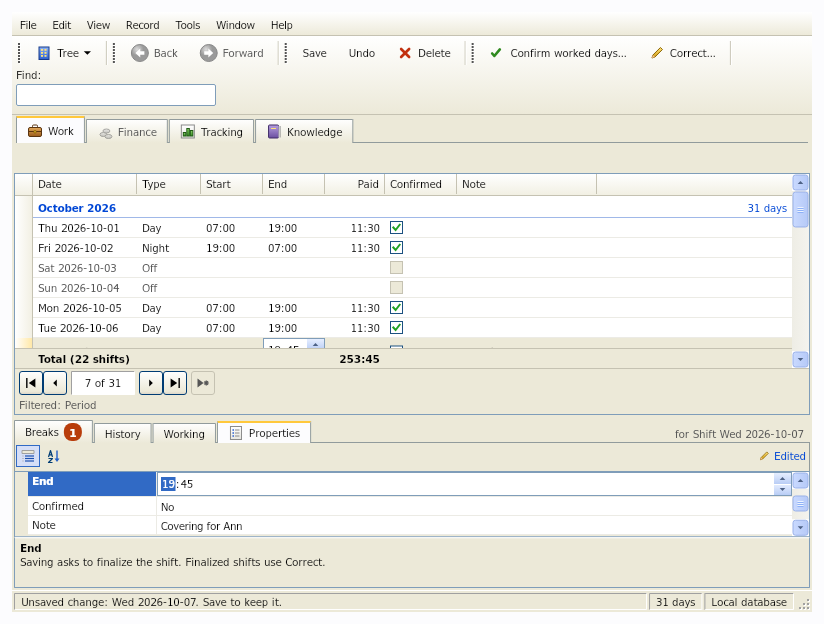 File Edit View Record Tools Window Help
Tree Back Forward Save Undo Delete Confirm worked days... Correct...
Find:
Work Finance Tracking Knowledge
Date Type Start End Paid Confirmed Note
October 2026 31 days
Thu 2026-10-01 Day 07:00 19:00 11:30
Fri 2026-10-02 Night 19:00 07:00 11:30
Sat 2026-10-03 Off
Sun 2026-10-04 Off
Mon 2026-10-05 Day 07:00 19:00 11:30
Tue 2026-10-06 Day 07:00 19:00 11:30
Total (22 shifts) 253:45
7 of 31
Filtered: Period
Breaks 1 History Working Properties for Shift Wed 2026-10-07
Edited
End 19:45
Confirmed No
Note Covering for Ann
End
Saving asks to finalize the shift. Finalized shifts use Correct.
Unsaved change: Wed 2026-10-07. Save to keep it. 31 days Local database